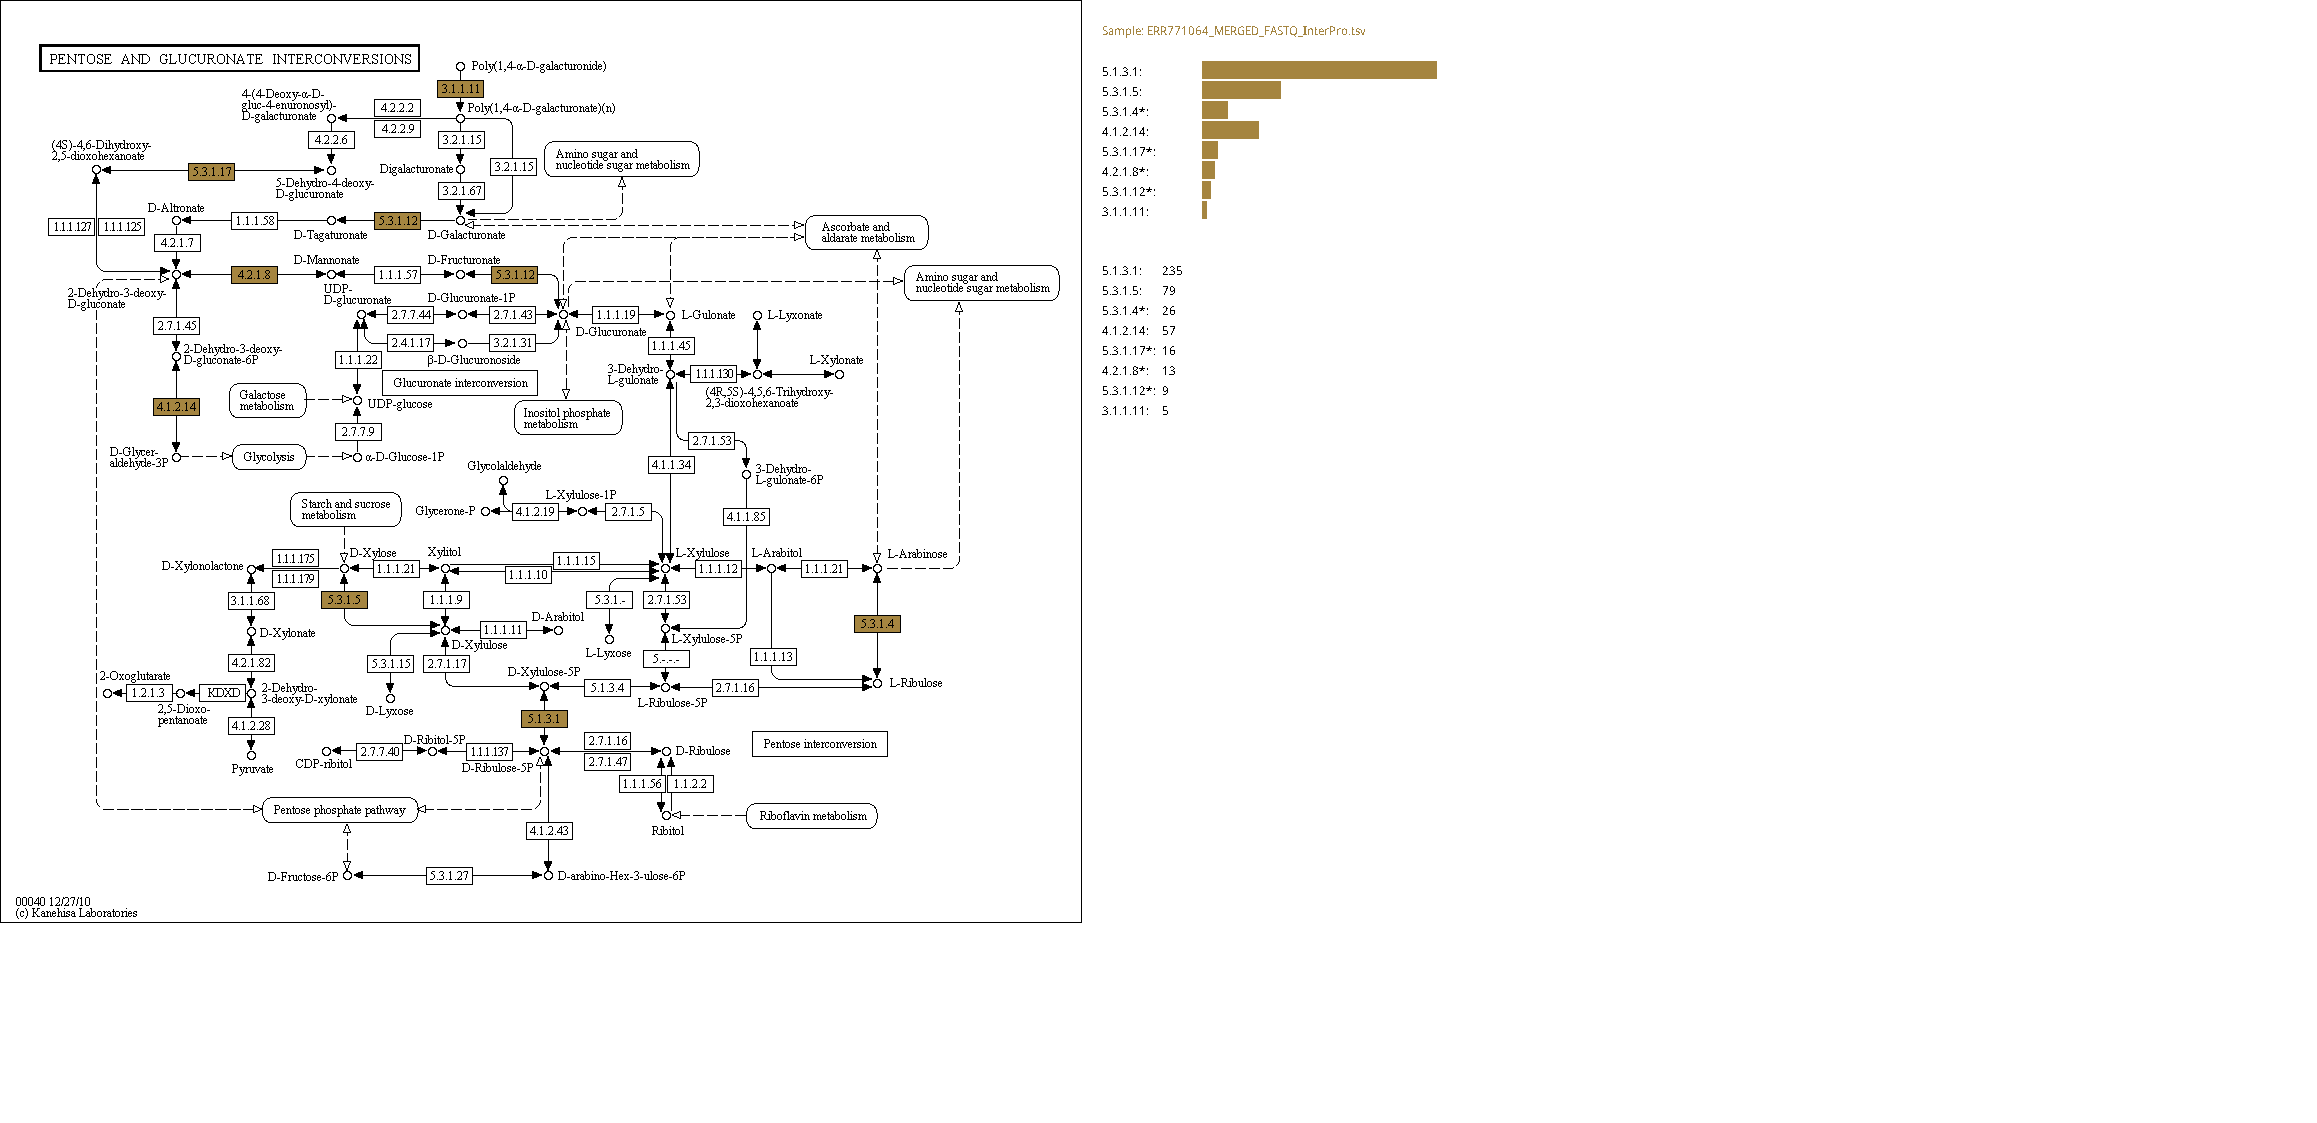 PENTOSE AND GLUCURONATE INTERCONVERSIONS
Poly(1,4-α-D-galacturonide)
3.1.1.11
4-(4-Deoxy-α-D-
gluc-4-enuronosyl)-
D-galacturonate
4.2.2.2
4.2.2.9
Poly(1,4-α-D-galacturonate)(n)
4.2.2.6
3.2.1.15
3.2.1.15
(4S)-4,6-Dihydroxy-
2,5-dioxohexanoate
5.3.1.17
5-Dehydro-4-deoxy-
D-glucuronate
Digalacturonate
3.2.1.67
Amino sugar and
nucleotide sugar metabolism
D-Altronate
1.1.1.58
D-Tagaturonate
5.3.1.12
D-Galacturonate
1.1.1.127
1.1.1.125
4.2.1.7
Ascorbate and
aldarate metabolism
4.2.1.8
D-Mannonate
1.1.1.57
D-Fructuronate
5.3.1.12
Amino sugar and
nucleotide sugar metabolism
2-Dehydro-3-deoxy-
D-gluconate
UDP-
D-glucuronate
D-Glucuronate-1P
2.7.7.44
2.7.1.43
1.1.1.19
D-Glucuronate
L-Gulonate
L-Lyxonate
2.7.1.45
2.4.1.17
3.2.1.31
β-D-Glucuronoside
1.1.1.45
2-Dehydro-3-deoxy-
D-gluconate-6P
1.1.1.22
Glucuronate interconversion
3-Dehydro-
L-gulonate
1.1.1.130
L-Xylonate
(4R,5S)-4,5,6-Trihydroxy-
2,3-dioxohexanoate
4.1.2.14
Galactose
metabolism
UDP-glucose
Inositol phosphate
metabolism
2.7.7.9
2.7.1.53
D-Glycer-
aldehyde-3P
Glycolysis
α-D-Glucose-1P
Glycolaldehyde
4.1.1.34
3-Dehydro-
L-gulonate-6P
Starch and sucrose
metabolism
Glycerone-P
4.1.2.19
L-Xylulose-1P
2.7.1.5
4.1.1.85
D-Xylonolactone
1.1.1.175
1.1.1.179
D-Xylose
1.1.1.21
Xylitol
1.1.1.15
1.1.1.10
L-Xylulose
1.1.1.12
L-Arabitol
1.1.1.21
L-Arabinose
3.1.1.68
5.3.1.5
1.1.1.9
5.3.1.-
2.7.1.53
5.3.1.4
D-Xylonate
D-Xylulose
1.1.1.11
D-Arabitol
L-Lyxose
L-Xylulose-5P
4.2.1.82
5.3.1.15
2.7.1.17
5.-.-.-
1.1.1.13
2-Oxoglutarate
1.2.1.3
KDXD
2,5-Dioxo-
pentanoate
2-Dehydro-
3-deoxy-D-xylonate
D-Lyxose
D-Xylulose-5P
5.1.3.4
L-Ribulose-5P
2.7.1.16
L-Ribulose
4.1.2.28
Pyruvate
5.1.3.1
CDP-ribitol
2.7.7.40
D-Ribitol-5P
1.1.1.137
D-Ribulose-5P
2.7.1.16
2.7.1.47
D-Ribulose
Pentose interconversion
1.1.1.56
1.1.2.2
Pentose phosphate pathway
Ribitol
Riboflavin metabolism
4.1.2.43
D-Fructose-6P
5.3.1.27
D-arabino-Hex-3-ulose-6P
00040 12/27/10
(c) Kanehisa Laboratories
Sample: ERR771064_MERGED_FASTQ_InterPro.tsv
5.1.3.1:
5.3.1.5:
5.3.1.4*:
4.1.2.14:
5.3.1.17*:
4.2.1.8*:
5.3.1.12*:
3.1.1.11:
5.1.3.1: 235
5.3.1.5: 79
5.3.1.4*: 26
4.1.2.14: 57
5.3.1.17*: 16
4.2.1.8*: 13
5.3.1.12*: 9
3.1.1.11: 5